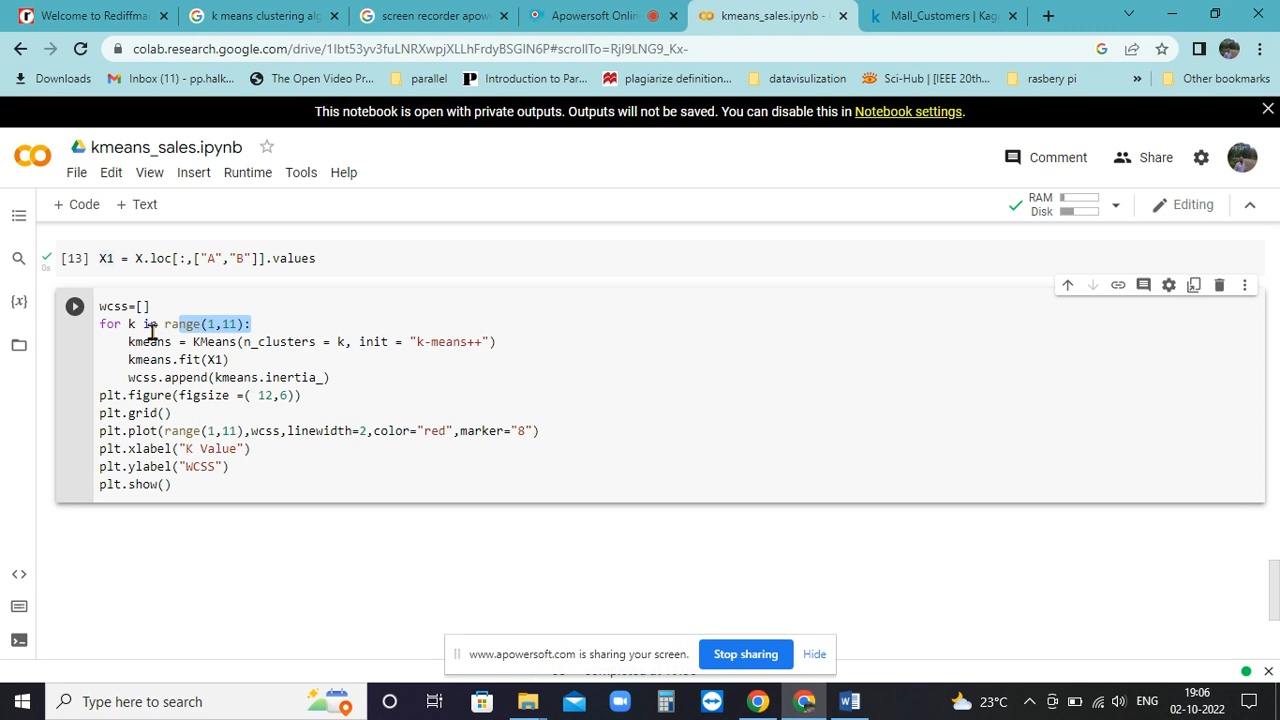 Welcome to Rediffmail
k means clustering alg
screen recorder apowe
Apowersoft Onlin
kmeans_sales.ipynb - C
Mall_Customers | Kag
colab.research.google.com/drive/1Ibt53yv3fuLNRXwpjXLLhFrdyBSGIN6P#scrollTo=RjI9LNG9_Kx-
Downloads
Inbox (11) - pp.halk...
The Open Video Pr...
parallel
Introduction to Par...
plagiarize definition...
datavisulization
Sci-Hub | [IEEE 20th...
rasbery pi
»
Other bookmarks
This notebook is open with private outputs. Outputs will not be saved. You can disable this in Notebook settings.
kmeans_sales.ipynb
Comment
Share
File Edit View Insert Runtime Tools Help
+ Code + Text
RAM
Disk
Editing
[13] X1 = X.loc[:,["A","B"]].values
0s
wcss=[]
for k in range(1,11):
kmeans = KMeans(n_clusters = k, init = "k-means++")
kmeans.fit(X1)
wcss.append(kmeans.inertia_)
plt.figure(figsize =( 12,6))
plt.grid()
plt.plot(range(1,11),wcss,linewidth=2,color="red",marker="8")
plt.xlabel("K Value")
plt.ylabel("WCSS")
plt.show()
www.apowersoft.com is sharing your screen. Stop sharing Hide
Type here to search
23°C
ENG
19:06
02-10-2022